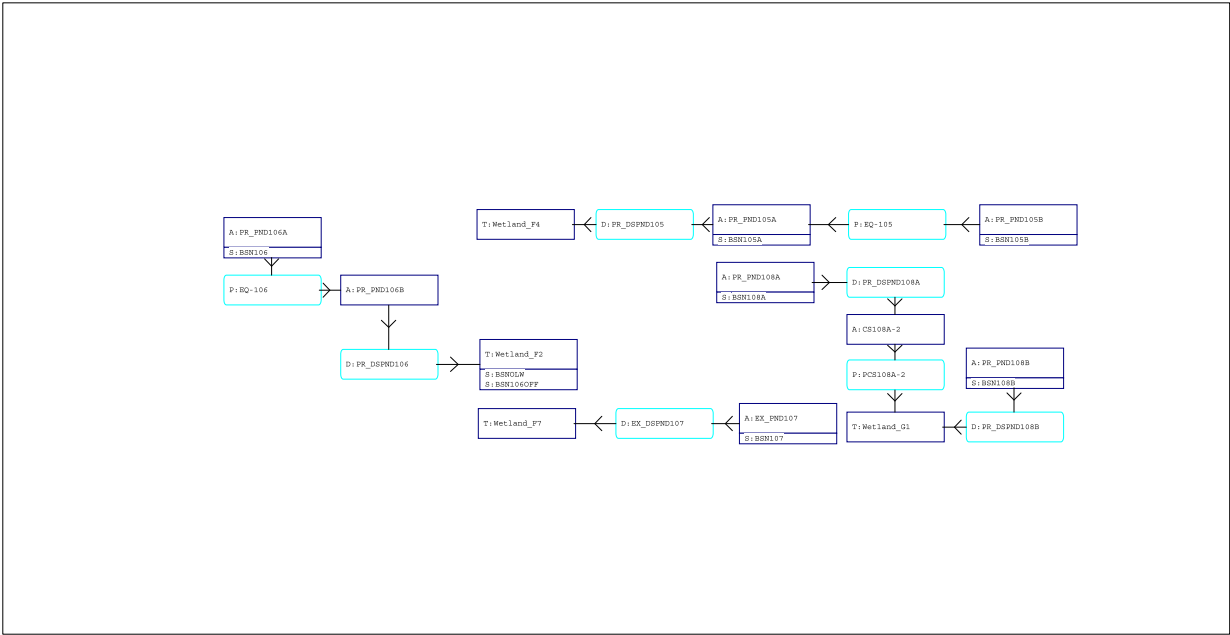 A:PR_PND106A
S:BSN106
P:EQ-106
A:PR_PND106B
D:PR_DSPND106
T:Wetland_F2
S:BSNOLW
S:BSN106OFF
T:Wetland_F4
D:PR_DSPND105
A:PR_PND105A
S:BSN105A
P:EQ-105
A:PR_PND105B
S:BSN105B
A:PR_PND108A
S:BSN108A
D:PR_DSPND108A
A:CS108A-2
P:PCS108A-2
A:PR_PND108B
S:BSN108B
T:Wetland_G1
D:PR_DSPND108B
T:Wetland_F7
D:EX_DSPND107
A:EX_PND107
S:BSN107